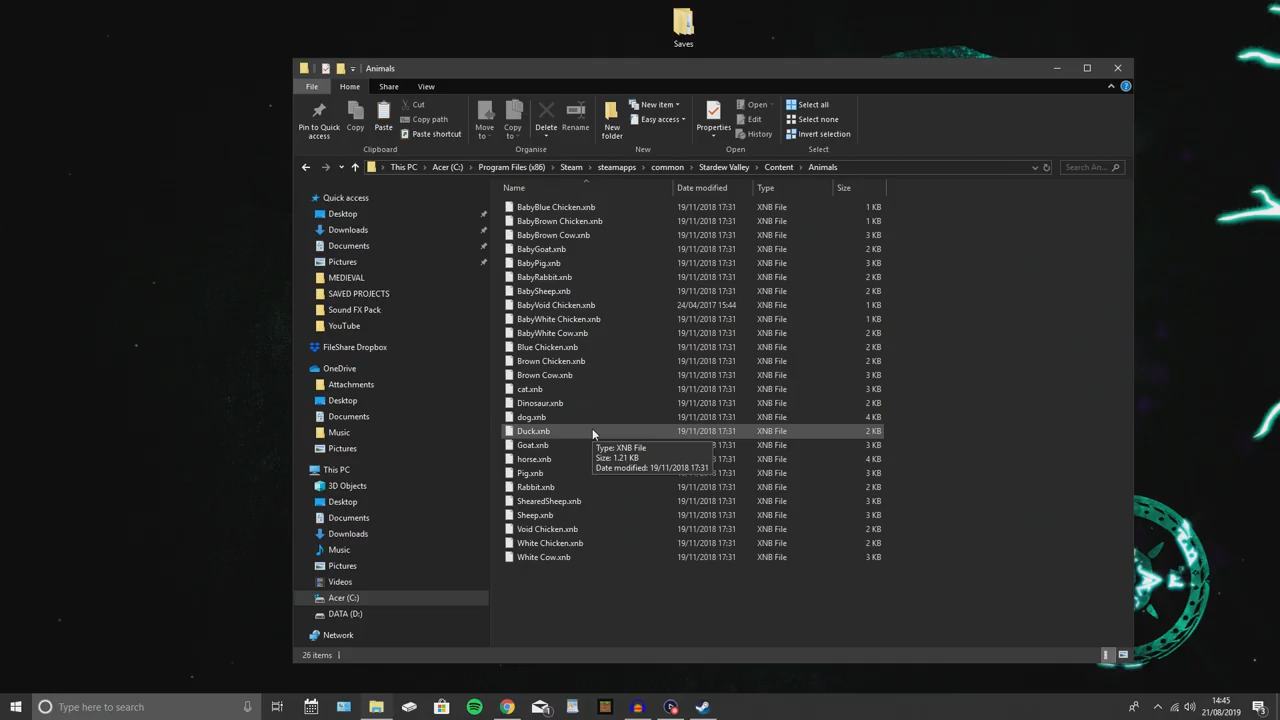 Saves
Animals
File Home Share View
Pin to Quick access
Copy
Paste
Cut
Copy path
Paste shortcut
Clipboard
Move to
Copy to
Delete
Rename
Organise
New folder
New item
Easy access
New
Properties
Open
Edit
History
Open
Select all
Select none
Invert selection
Select
This PC > Acer (C:) > Program Files (x86) > Steam > steamapps > common > Stardew Valley > Content > Animals
Search An...
Quick access
Desktop
Downloads
Documents
Pictures
MEDIEVAL
SAVED PROJECTS
Sound FX Pack
YouTube
FileShare Dropbox
OneDrive
Attachments
Desktop
Documents
Music
Pictures
This PC
3D Objects
Desktop
Documents
Downloads
Music
Pictures
Videos
Acer (C:)
DATA (D:)
Network
Name Date modified Type Size
BabyBlue Chicken.xnb 19/11/2018 17:31 XNB File 1 KB
BabyBrown Chicken.xnb 19/11/2018 17:31 XNB File 1 KB
BabyBrown Cow.xnb 19/11/2018 17:31 XNB File 3 KB
BabyGoat.xnb 19/11/2018 17:31 XNB File 2 KB
BabyPig.xnb 19/11/2018 17:31 XNB File 3 KB
BabyRabbit.xnb 19/11/2018 17:31 XNB File 2 KB
BabySheep.xnb 19/11/2018 17:31 XNB File 2 KB
BabyVoid Chicken.xnb 24/04/2017 15:44 XNB File 1 KB
BabyWhite Chicken.xnb 19/11/2018 17:31 XNB File 1 KB
BabyWhite Cow.xnb 19/11/2018 17:31 XNB File 2 KB
Blue Chicken.xnb 19/11/2018 17:31 XNB File 2 KB
Brown Chicken.xnb 19/11/2018 17:31 XNB File 2 KB
Brown Cow.xnb 19/11/2018 17:31 XNB File 3 KB
cat.xnb 19/11/2018 17:31 XNB File 3 KB
Dinosaur.xnb 19/11/2018 17:31 XNB File 2 KB
dog.xnb 19/11/2018 17:31 XNB File 4 KB
Duck.xnb 19/11/2018 17:31 XNB File 2 KB
Goat.xnb 8 17:31 XNB File 3 KB
horse.xnb 8 17:31 XNB File 4 KB
Pig.xnb 19/11/2018 17:31 XNB File 3 KB
Rabbit.xnb 19/11/2018 17:31 XNB File 2 KB
ShearedSheep.xnb 19/11/2018 17:31 XNB File 2 KB
Sheep.xnb 19/11/2018 17:31 XNB File 2 KB
Void Chicken.xnb 19/11/2018 17:31 XNB File 2 KB
White Chicken.xnb 19/11/2018 17:31 XNB File 2 KB
White Cow.xnb 19/11/2018 17:31 XNB File 3 KB
Type: XNB File
Size: 1.21 KB
Date modified: 19/11/2018 17:31
26 items
Type here to search
14:45
21/08/2019